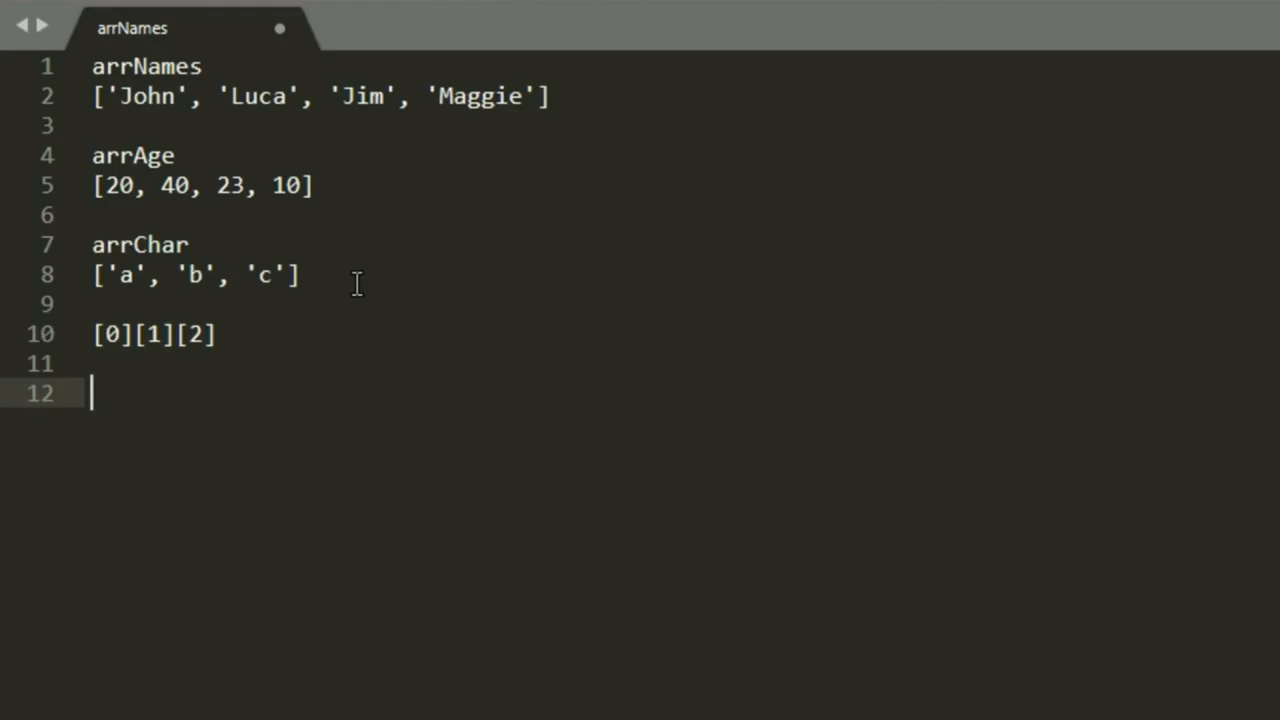 arrNames
1 arrNames
2 ['John', 'Luca', 'Jim', 'Maggie']
3
4 arrAge
5 [20, 40, 23, 10]
6
7 arrChar
8 ['a', 'b', 'c']
9
10 [0][1][2]
11
12